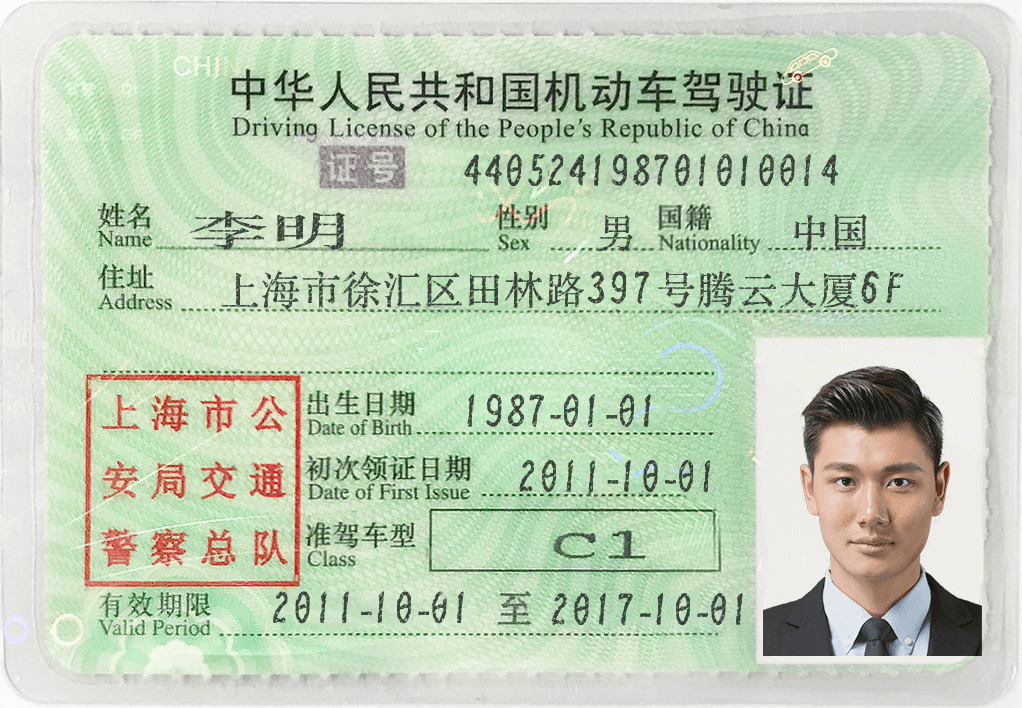 CHIN
中华人民共和国机动车驾驶证
Driving License of the People's Republic of China
证号 440524198701010014
姓名 李明 性别 男 国籍 中国
Name Sex Nationality
住址 上海市徐汇区田林路397号腾云大厦6F
Address
上海市公
安局交通
警察总队
出生日期 1987-01-01
Date of Birth
初次领证日期 2011-10-01
Date of First Issue
准驾车型 C1
Class
有效期限 2011-10-01 至 2017-10-01
Valid Period